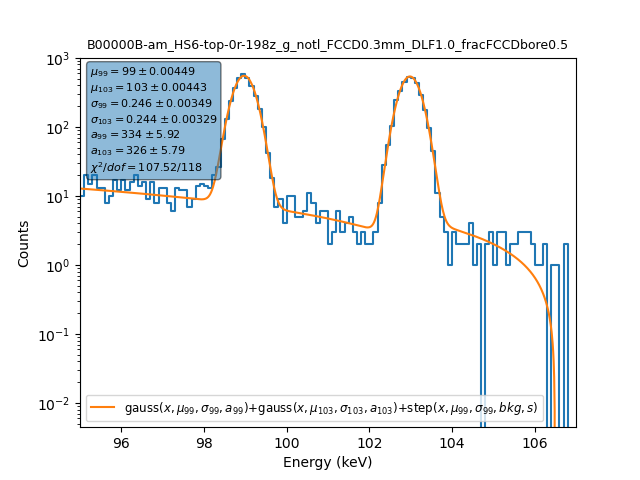 B00000B-am_HS6-top-0r-198z_g_notl_FCCD0.3mm_DLF1.0_fracFCCDbore0.5
μ₉₉ = 99 ± 0.00449
μ₁₀₃ = 103 ± 0.00443
σ₉₉ = 0.246 ± 0.00349
σ₁₀₃ = 0.244 ± 0.00329
a₉₉ = 334 ± 5.92
a₁₀₃ = 326 ± 5.79
χ²/dof = 107.52/118
10³
10²
10¹
10⁰
10⁻¹
10⁻²
Counts
gauss(x, μ₉₉, σ₉₉, a₉₉)+gauss(x, μ₁₀₃, σ₁₀₃, a₁₀₃)+step(x, μ₉₉, σ₉₉, bkg, s)
96 98 100 102 104 106
Energy (keV)